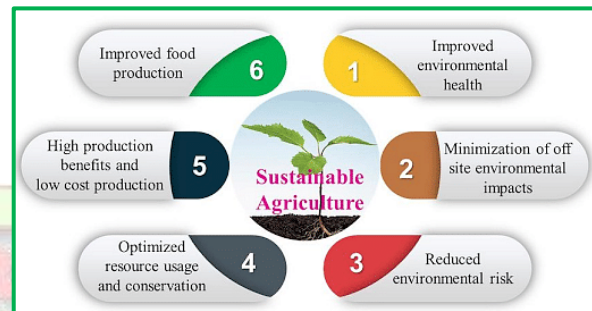 Improved food
production
6
1
Improved
environmental
health
High production
benefits and
low cost production
5
Sustainable
Agriculture
2
Minimization of off
site environmental
impacts
Optimized
resource usage
and conservation
4
3
Reduced
environmental risk